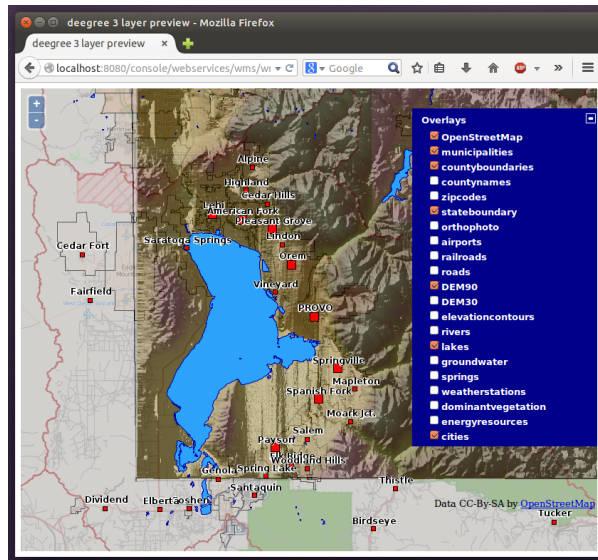 deegree 3 layer preview - Mozilla Firefox
deegree 3 layer preview
localhost:8080/console/webservices/wms/w
Google
Overlays
OpenStreetMap
municipalities
countyboundaries
countynames
zipcodes
stateboundary
orthophoto
airports
railroads
roads
DEM90
DEM30
elevationcontours
rivers
lakes
groundwater
springs
weatherstations
dominantvegetation
energyresources
cities
+
-
Alpine
Highland
Cedar Hills
Lehi
American Fork
Pleasant Grove
Lindon
Saratoga Springs
Cedar Fort
Orem
Fairfield
Vineyard
PROVO
Springville
Mapleton
Spanish Fork
Moark Jct.
Salem
Payson
Woodland Hills
Genola
Spring Lake
Santaquin
Thistle
Dividend
Elberta
Goshen
Birdseye
Tucker
Data CC-By-SA by OpenStreetMap